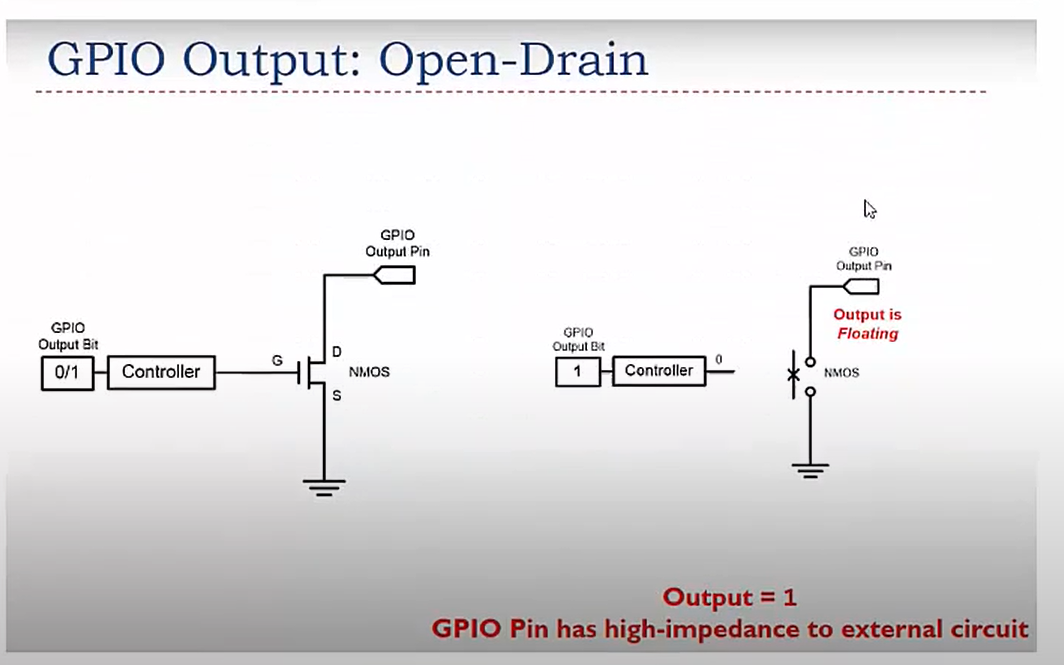 GPIO Output: Open-Drain
GPIO
Output Pin
GPIO
Output Bit
0/1
Controller
G
D
S
NMOS
GPIO
Output Pin
Output is
Floating
GPIO
Output Bit
1
Controller
0
NMOS
Output = 1
GPIO Pin has high-impedance to external circuit